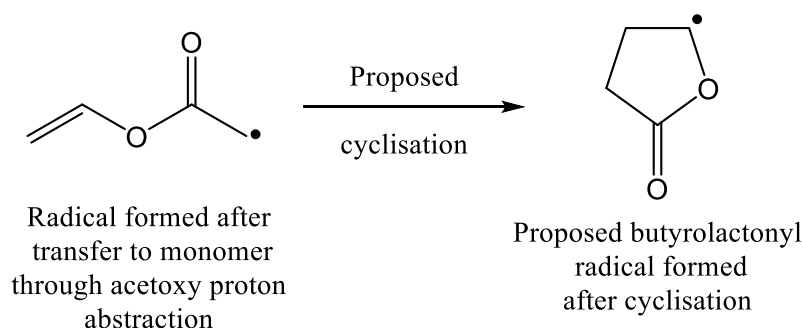 O
O
Proposed
cyclisation
O
O
Radical formed after
transfer to monomer
through acetoxy proton
abstraction
Proposed butyrolactonyl
radical formed
after cyclisation